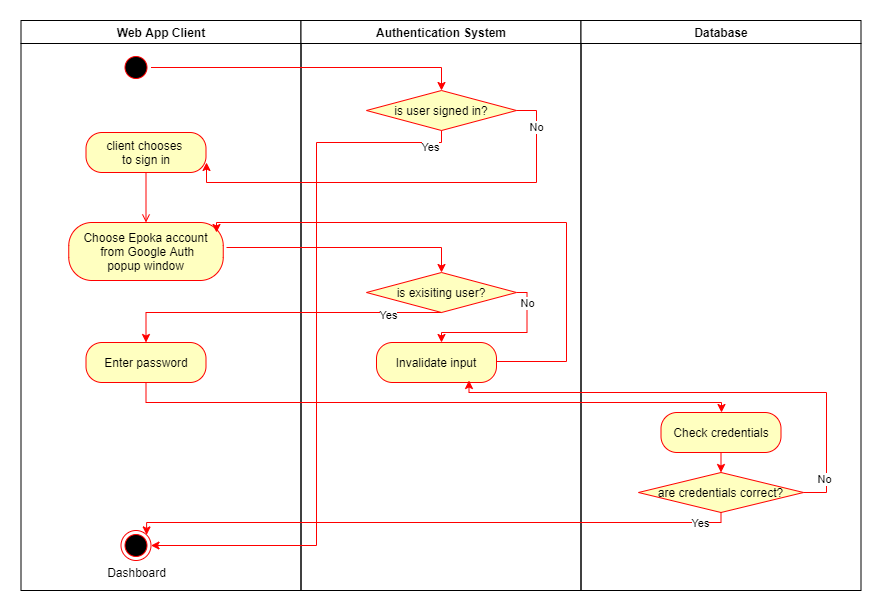 Web App Client
Authentication System
Database
is user signed in?
No
Yes
client chooses
to sign in
Choose Epoka account
from Google Auth
popup window
is exisiting user?
No
Yes
Enter password
Invalidate input
Check credentials
No
are credentials correct?
Yes
Dashboard